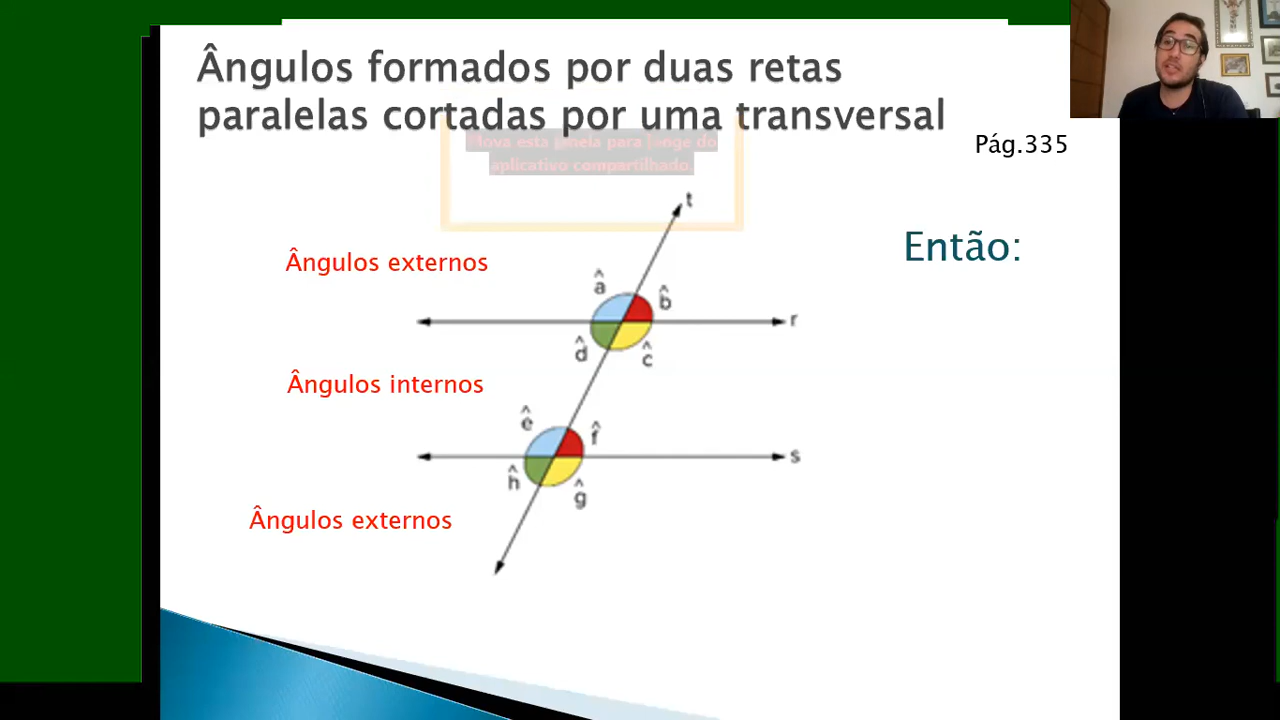 Ângulos formados por duas retas
paralelas cortadas por uma transversal
Pág.335
Mova esta janela para longe do
aplicativo compartilhado.
t
Então:
Ângulos externos
â
b̂
r
d̂
ĉ
Ângulos internos
ê
f̂
s
ĥ
ĝ
Ângulos externos